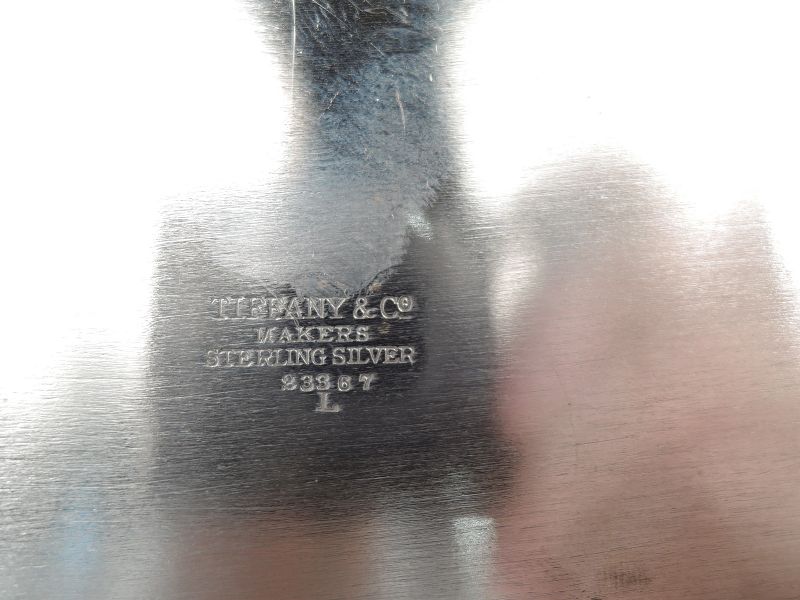 TIFFANY & Co
MAKERS
STERLING SILVER
23367
L